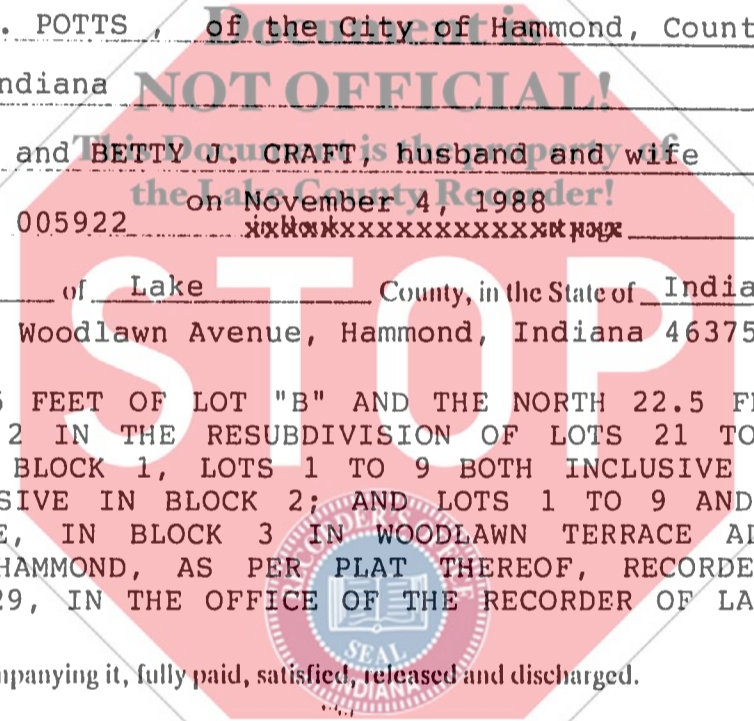 . POTTS , of the City of Hammond, Count
Document is
ndiana
NOT OFFICIAL!
and BETTY J. CRAFT, husband and wife
This Document is the property of
the Lake County Recorder!
on November 4, 1988
005922
of Lake County, in the State of India
Woodlawn Avenue, Hammond, Indiana 46375
STOP
FEET OF LOT "B" AND THE NORTH 22.5 F
2 IN THE RESUBDIVISION OF LOTS 21 TO
BLOCK 1, LOTS 1 TO 9 BOTH INCLUSIVE
SIVE IN BLOCK 2; AND LOTS 1 TO 9 AND
E, IN BLOCK 3 IN WOODLAWN TERRACE AD
HAMMOND, AS PER PLAT THEREOF, RECORDE
29, IN THE OFFICE OF THE RECORDER OF LA
RECORDER'S OFFICE
SEAL
INDIANA
mpanying it, fully paid, satisfied, released and discharged.